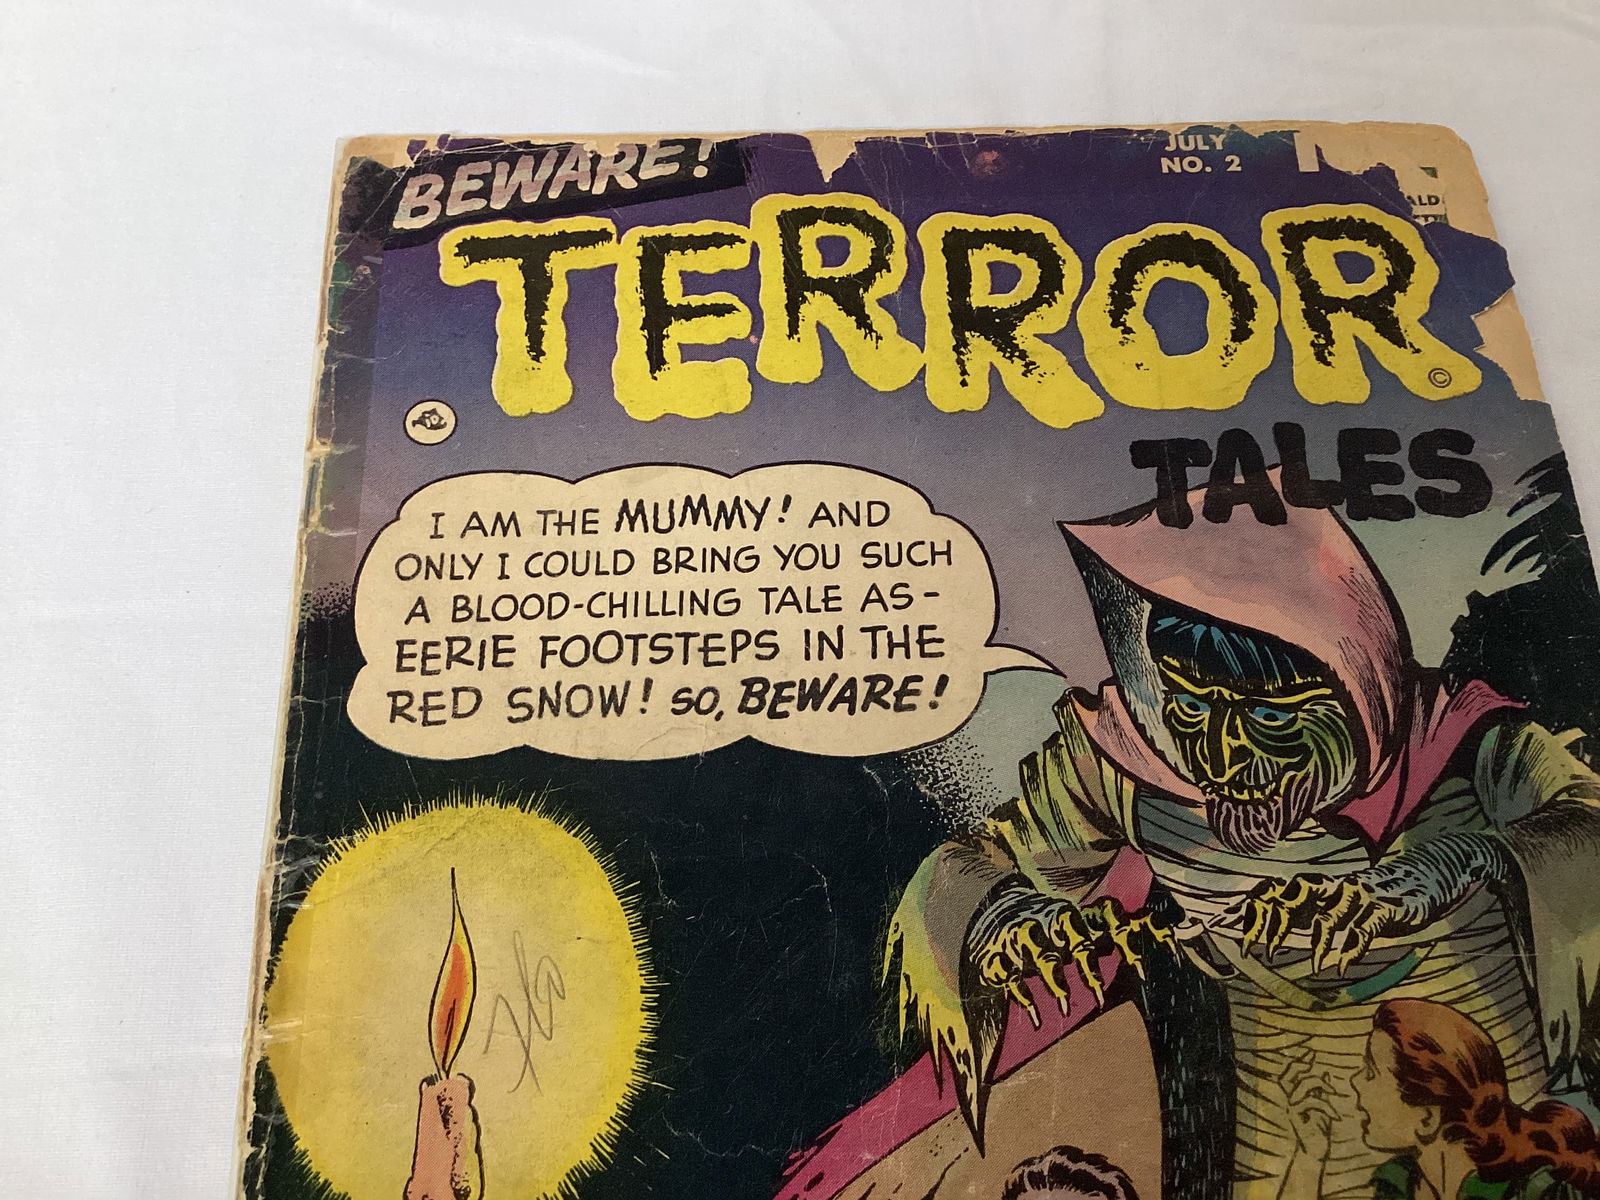 BEWARE!
JULY
NO. 2
ALD
TERROR
©
TALES
I AM THE MUMMY! AND
ONLY I COULD BRING YOU SUCH
A BLOOD-CHILLING TALE AS-
EERIE FOOTSTEPS IN THE
RED SNOW! SO, BEWARE!